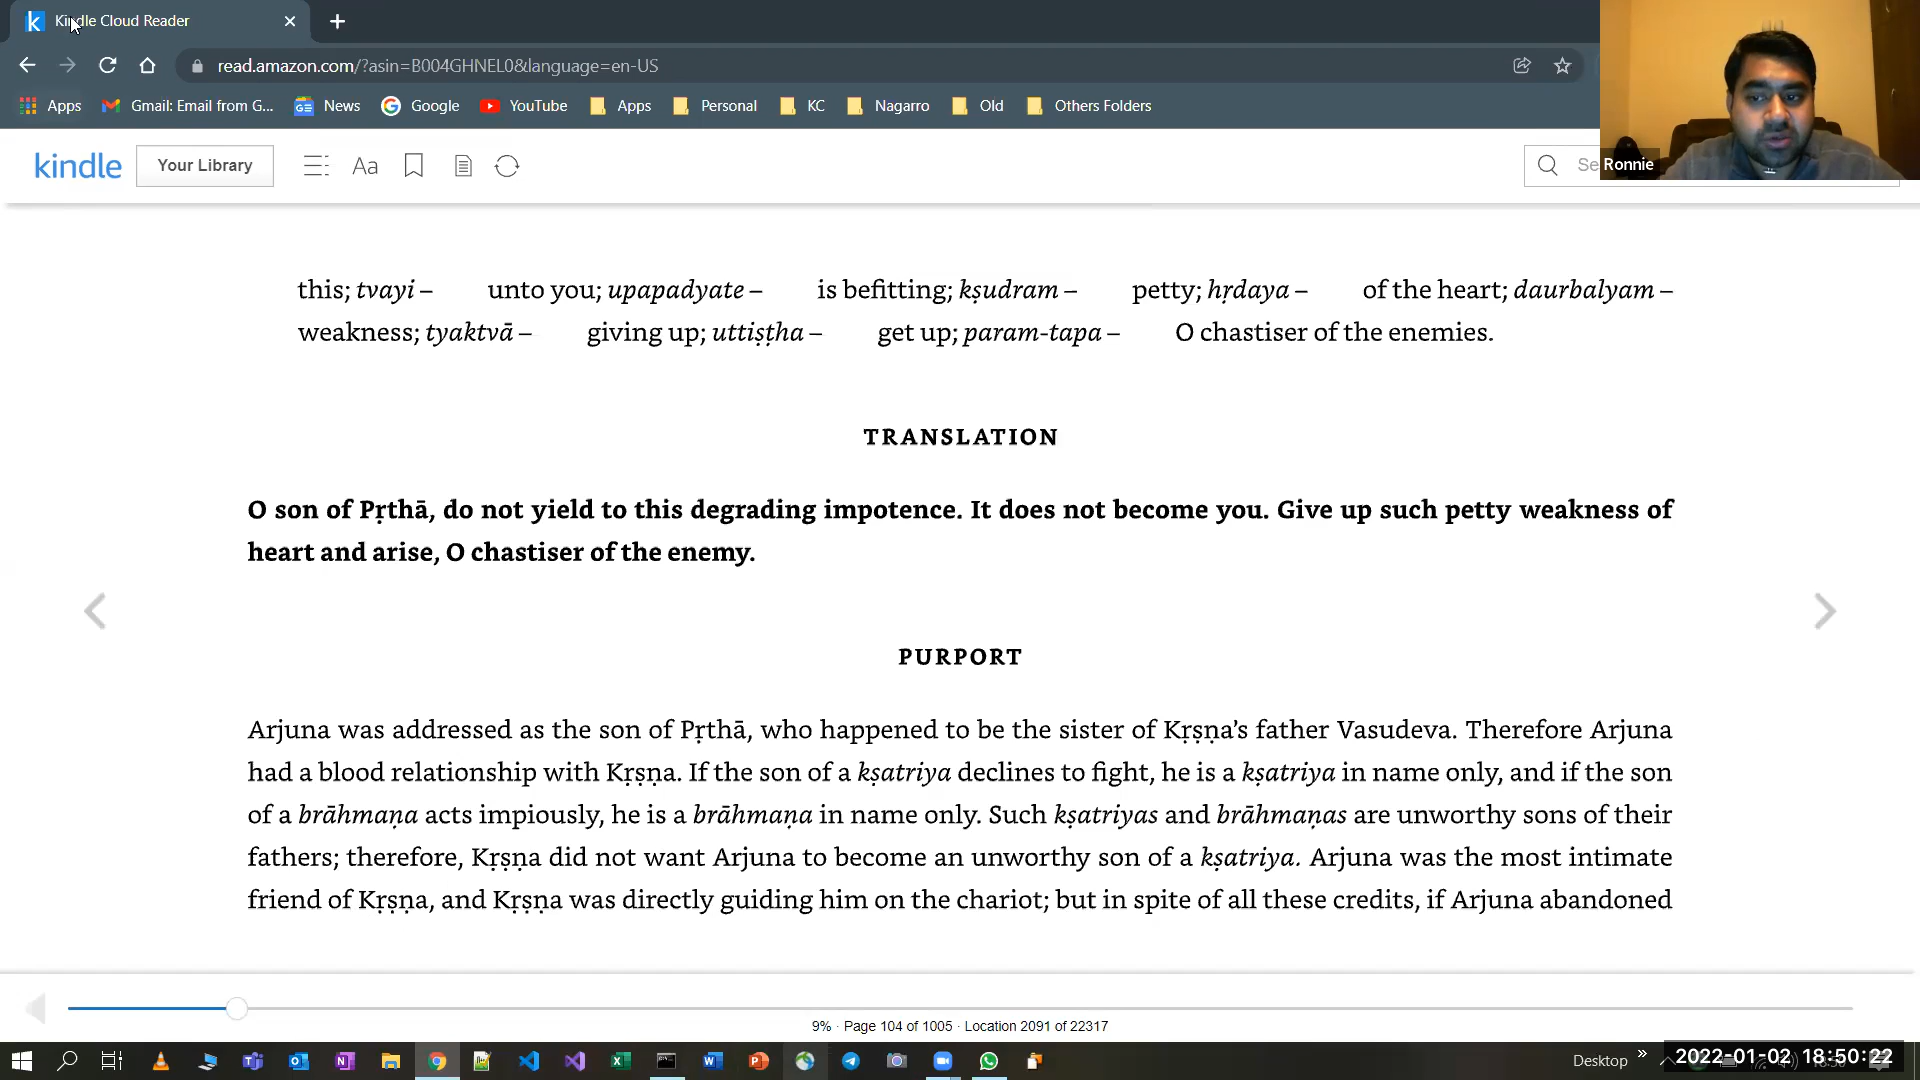 Kindle Cloud Reader
read.amazon.com/?asin=B004GHNEL0&language=en-US
Apps Gmail: Email from G... News Google YouTube Apps Personal KC Nagarro Old Others Folders
kindle Your Library Aa Se
Ronnie
this; tvayi – unto you; upapadyate – is befitting; kṣudram – petty; hṛdaya – of the heart; daurbalyam –
weakness; tyaktvā – giving up; uttiṣṭha – get up; param-tapa – O chastiser of the enemies.
TRANSLATION
O son of Pṛthā, do not yield to this degrading impotence. It does not become you. Give up such petty weakness of
heart and arise, O chastiser of the enemy.
PURPORT
Arjuna was addressed as the son of Pṛthā, who happened to be the sister of Kṛṣṇa’s father Vasudeva. Therefore Arjuna
had a blood relationship with Kṛṣṇa. If the son of a kṣatriya declines to fight, he is a kṣatriya in name only, and if the son
of a brāhmaṇa acts impiously, he is a brāhmaṇa in name only. Such kṣatriyas and brāhmaṇas are unworthy sons of their
fathers; therefore, Kṛṣṇa did not want Arjuna to become an unworthy son of a kṣatriya. Arjuna was the most intimate
friend of Kṛṣṇa, and Kṛṣṇa was directly guiding him on the chariot; but in spite of all these credits, if Arjuna abandoned
9% · Page 104 of 1005 · Location 2091 of 22317
Desktop » 2022-01-02 18:50:22